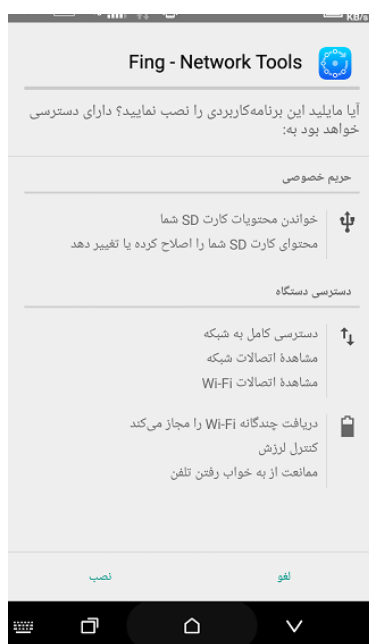 KB/s
Fing - Network Tools
آیا مایلید این برنامه‌کاربردی را نصب نمایید؟ دارای دسترسی
خواهد بود به:
حریم خصوصی
خواندن محتویات کارت SD شما
محتوای کارت SD شما را اصلاح کرده یا تغییر دهد
دسترسی دستگاه
دسترسی کامل به شبکه
مشاهدهٔ اتصالات شبکه
مشاهدهٔ اتصالات Wi-Fi
دریافت چندگانه Wi-Fi را مجاز می‌کند
کنترل لرزش
ممانعت از به خواب رفتن تلفن
لغو
نصب